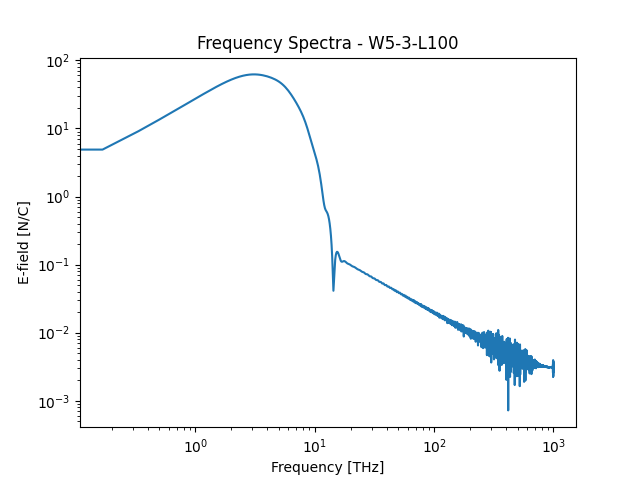 Frequency Spectra - W5-3-L100
E-field [N/C]
10²
10¹
10⁰
10⁻¹
10⁻²
10⁻³
10⁰ 10¹ 10² 10³
Frequency [THz]